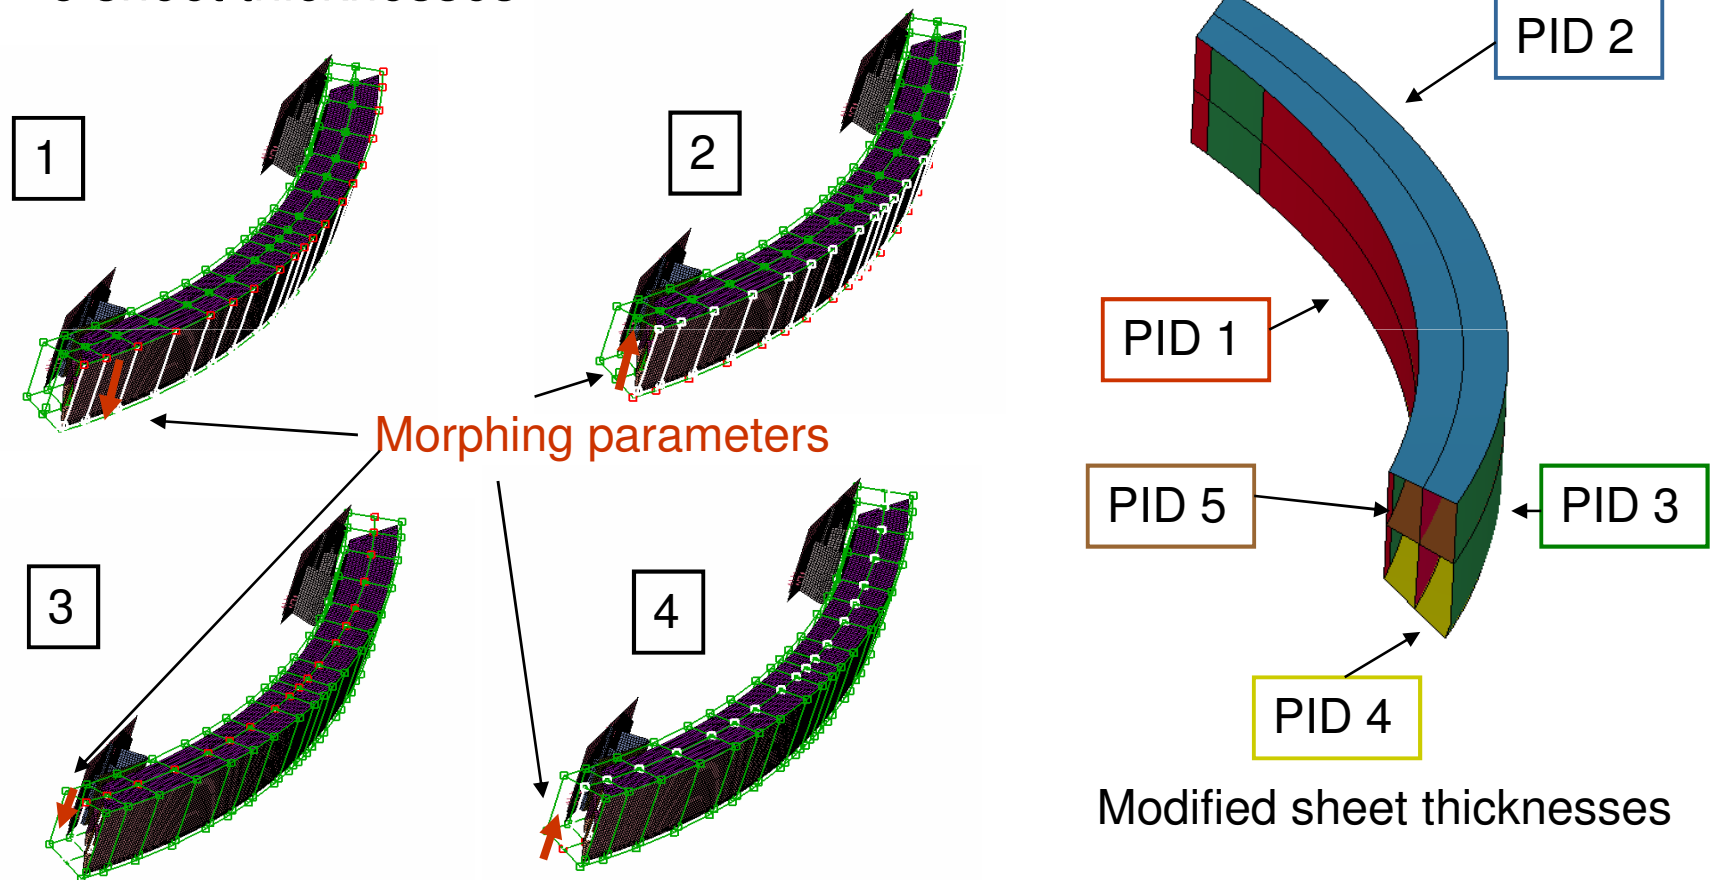 1
2
3
4
Morphing parameters
PID 2
PID 1
PID 5
PID 3
PID 4
Modified sheet thicknesses